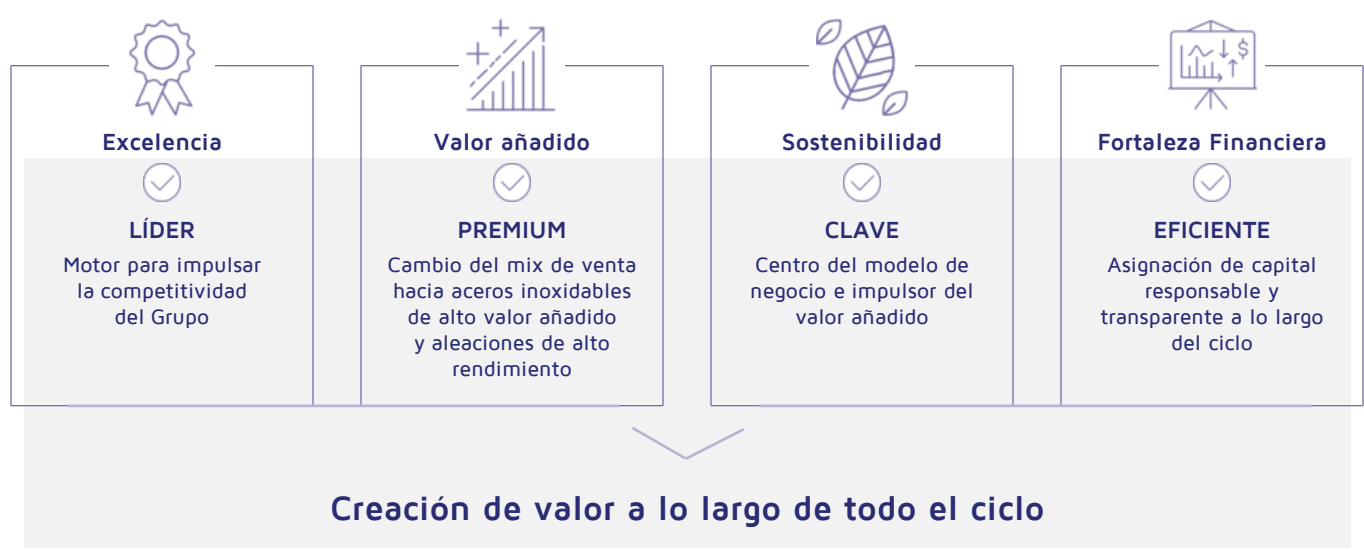 Excelencia
LÍDER
Motor para impulsar
la competitividad
del Grupo
Valor añadido
PREMIUM
Cambio del mix de venta
hacia aceros inoxidables
de alto valor añadido
y aleaciones de alto
rendimiento
Sostenibilidad
CLAVE
Centro del modelo de
negocio e impulsor del
valor añadido
$
Fortaleza Financiera
EFICIENTE
Asignación de capital
responsable y
transparente a lo largo
del ciclo
Creación de valor a lo largo de todo el ciclo